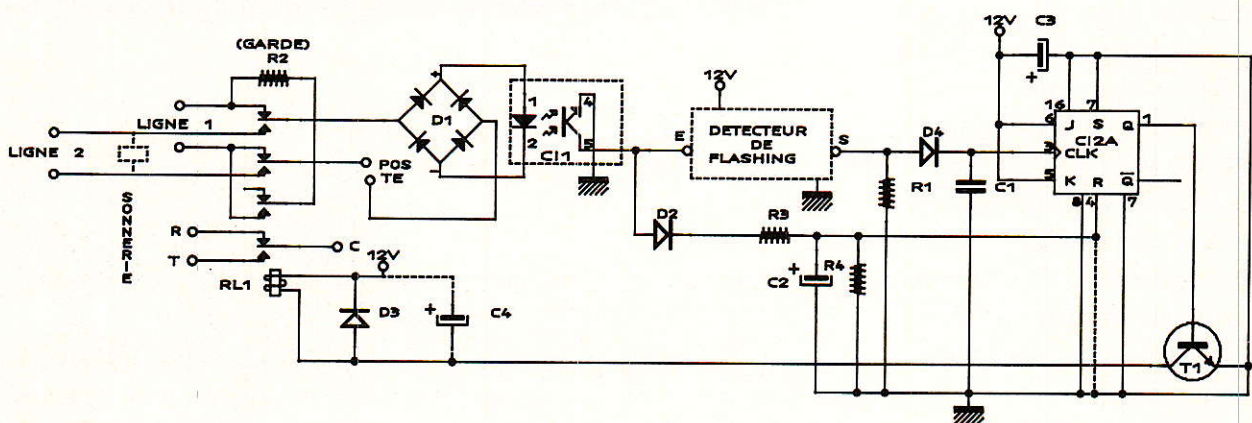 (GARDE)
R2
LIGNE 1
LIGNE 2
SONNERIE
POS
TE
R
T
C
RL1
12V
D3
+
C4
+
D1
-
1
2
4
5
CI1
12V
E
DETECTEUR
DE
FLASHING
S
D4
R1
C1
D2
R3
+
C2
R4
12V
C3
+
16
7
6
J
S
Q
1
CI2A
3
CLK
5
K
R
Q
8
4
7
T1